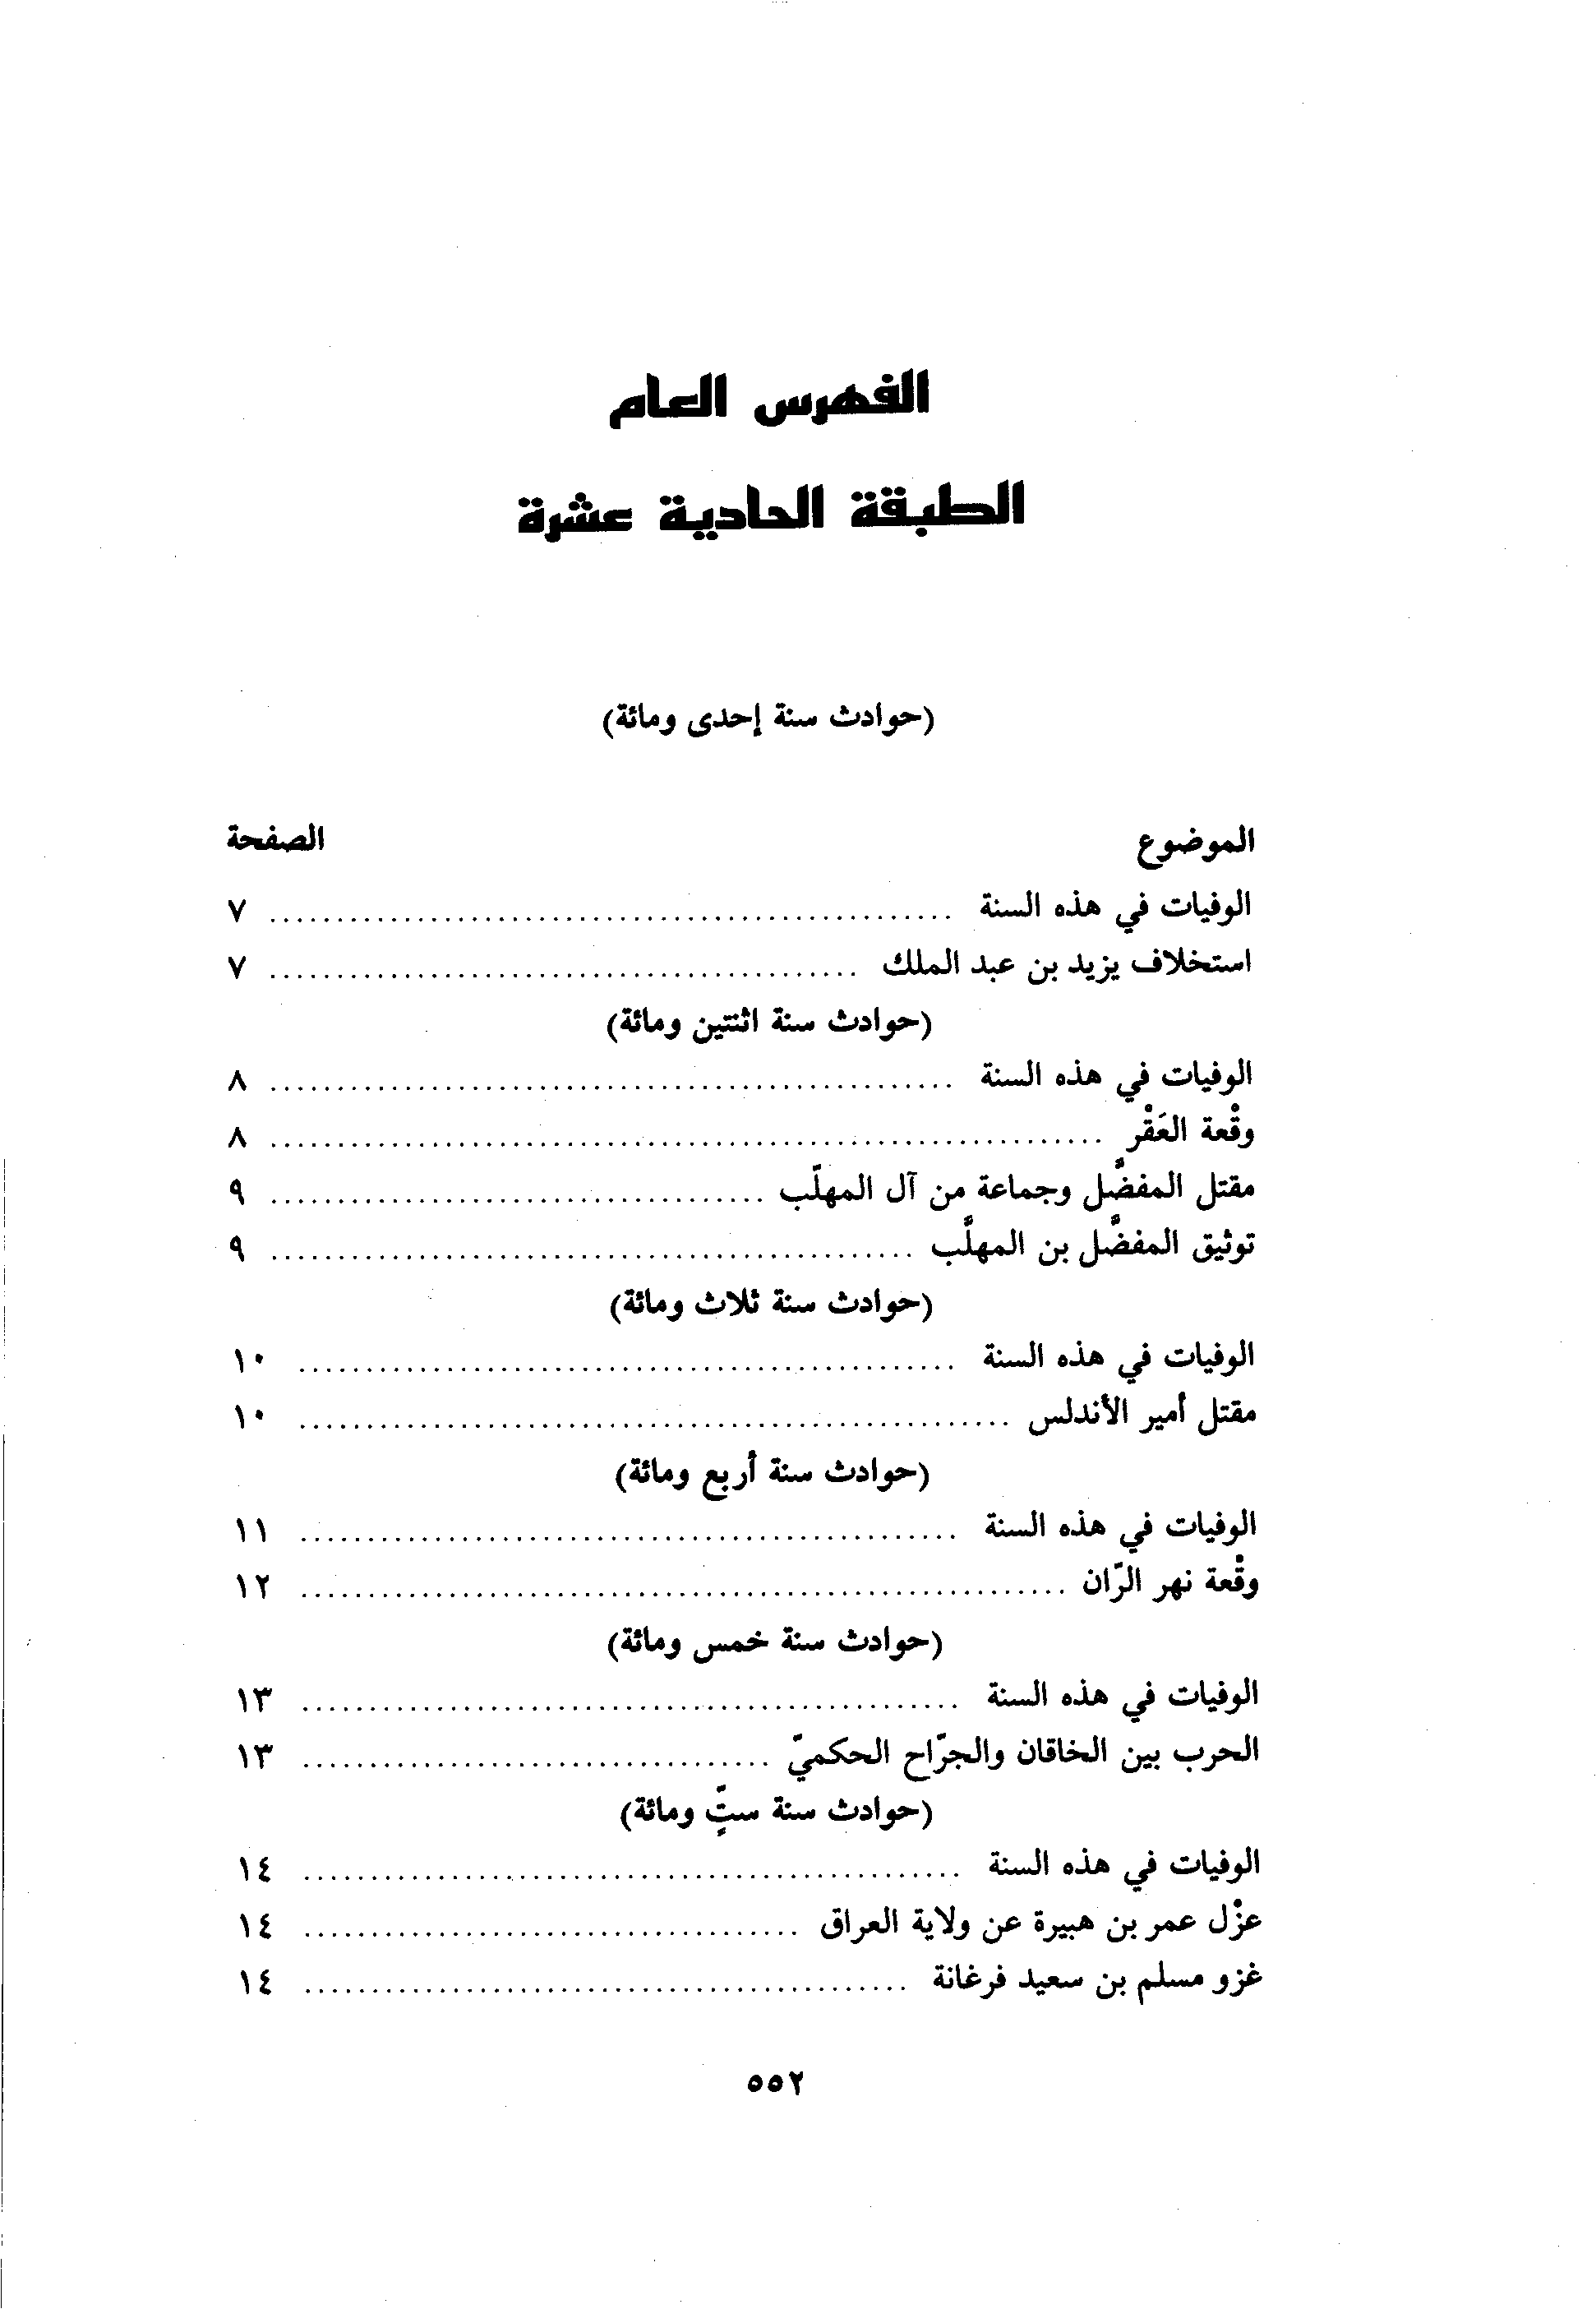 الفهرس العام
الطبقة الحادية عشرة
(حوادث سنة إحدى ومائة)
الموضوع الصفحة
الوفيات في هذه السنة ................................................ ٧
استخلاف يزيد بن عبد الملك ................................................ ٧
(حوادث سنة اثنتين ومائة)
الوفيات في هذه السنة ................................................ ٨
وقْعة العَقْر ................................................ ٨
مقتل المفضَّل وجماعة من آل المهلّب ................................................ ٩
توثيق المفضَّل بن المهلَّب ................................................ ٩
(حوادث سنة ثلاث ومائة)
الوفيات في هذه السنة ................................................ ١٠
مقتل أمير الأندلس ................................................ ١٠
(حوادث سنة أربع ومائة)
الوفيات في هذه السنة ................................................ ١١
وقْعة نهر الرّان ................................................ ١٢
(حوادث سنة خمس ومائة)
الوفيات في هذه السنة ................................................ ١٣
الحرب بين الخاقان والجرّاح الحكميّ ................................................ ١٣
(حوادث سنة ستٍّ ومائة)
الوفيات في هذه السنة ................................................ ١٤
عزْل عمر بن هبيرة عن ولاية العراق ................................................ ١٤
غزو مسلم بن سعيد فرغانة ................................................ ١٤
٥٥٢